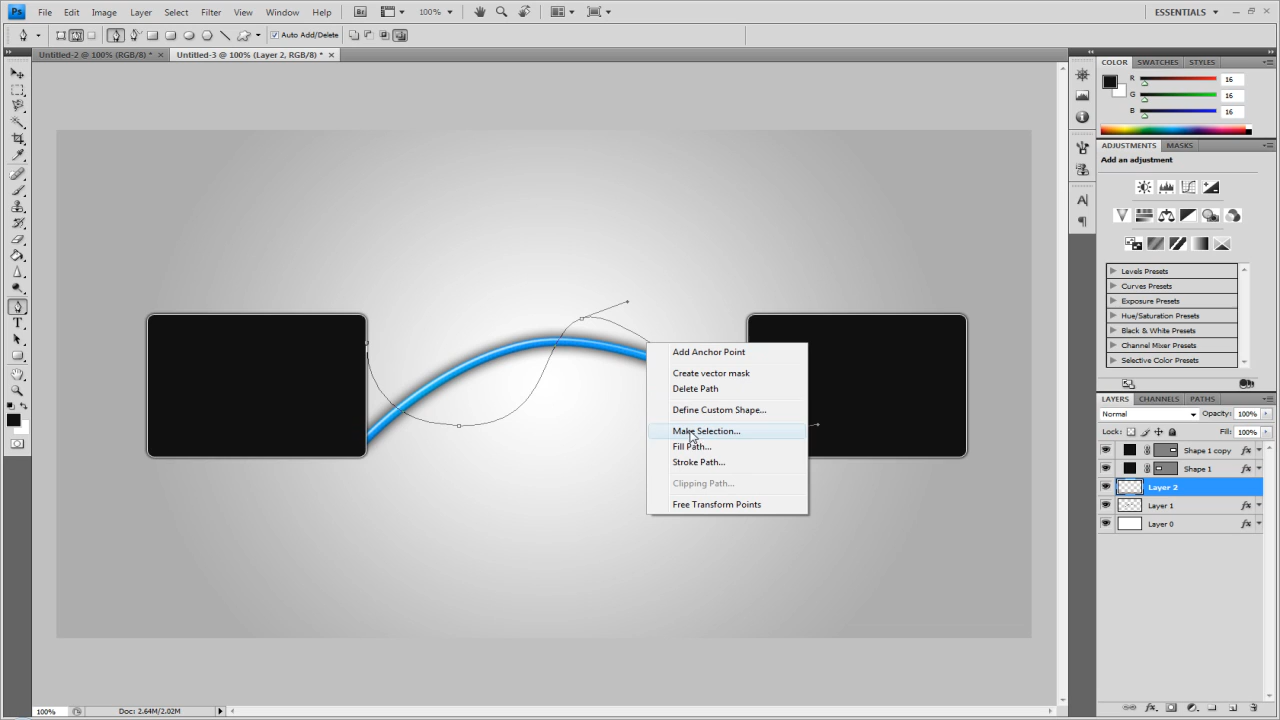 Ps File Edit Image Layer Select Filter View Window Help Br 100% ESSENTIALS
Auto Add/Delete
Untitled-2 @ 100% (RGB/8) * × Untitled-3 @ 100% (Layer 2, RGB/8) * ×
COLOR SWATCHES STYLES
R 16
G 16
B 16
ADJUSTMENTS MASKS
Add an adjustment
Levels Presets
Curves Presets
Exposure Presets
Hue/Saturation Presets
Black & White Presets
Channel Mixer Presets
Selective Color Presets
Add Anchor Point
Create vector mask
Delete Path
Define Custom Shape...
Make Selection...
Fill Path...
Stroke Path...
Clipping Path...
Free Transform Points
LAYERS CHANNELS PATHS
Normal Opacity: 100%
Lock: Fill: 100%
Shape 1 copy fx
Shape 1 fx
Layer 2
Layer 1 fx
Layer 0 fx
100% Doc: 2.64M/2.02M